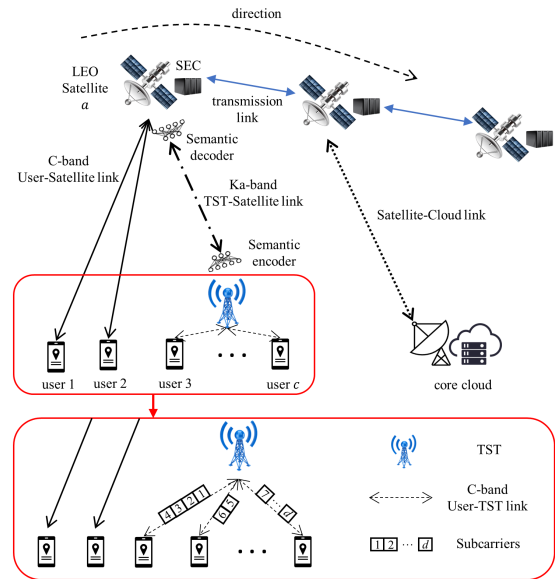 direction
LEO
Satellite
a
SEC
transmission
link
Semantic
decoder
C-band
User-Satellite link
Ka-band
TST-Satellite link
Satellite-Cloud link
Semantic
encoder
user 1
user 2
user 3
• • •
user c
core cloud
TST
4 3 2 1
6 5
7 ... d
C-band
User-TST link
• • •
1 2 ... d
Subcarriers